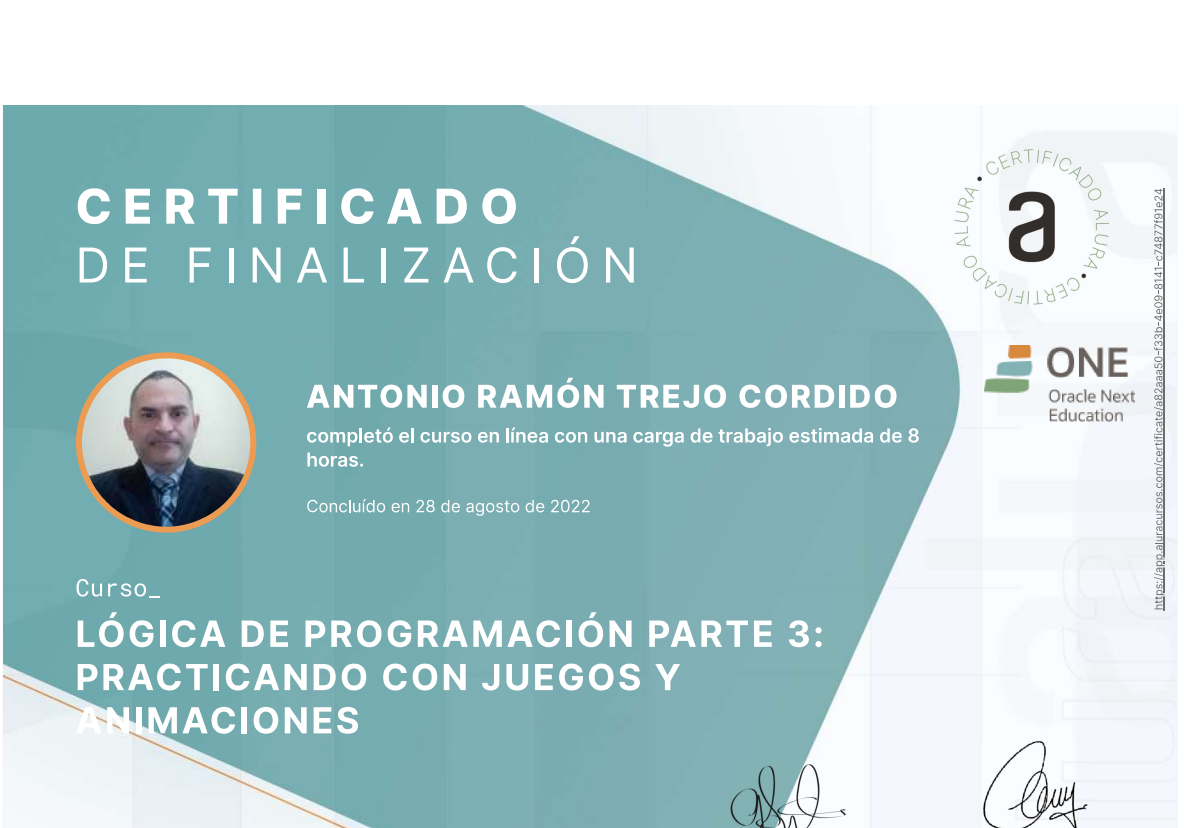 CERTIFICADO
DE FINALIZACIÓN
ANTONIO RAMÓN TREJO CORDIDO
completó el curso en línea con una carga de trabajo estimada de 8
horas.
Concluído en 28 de agosto de 2022
Curso_
LÓGICA DE PROGRAMACIÓN PARTE 3:
PRACTICANDO CON JUEGOS Y
ANIMACIONES
CERTIFICADO ALURA • CERTIFICADO ALURA •
a
ONE
Oracle Next
Education
https://app.aluracursos.com/certificate/a82aaa50-f33b-4e09-8141-c74877f91e24